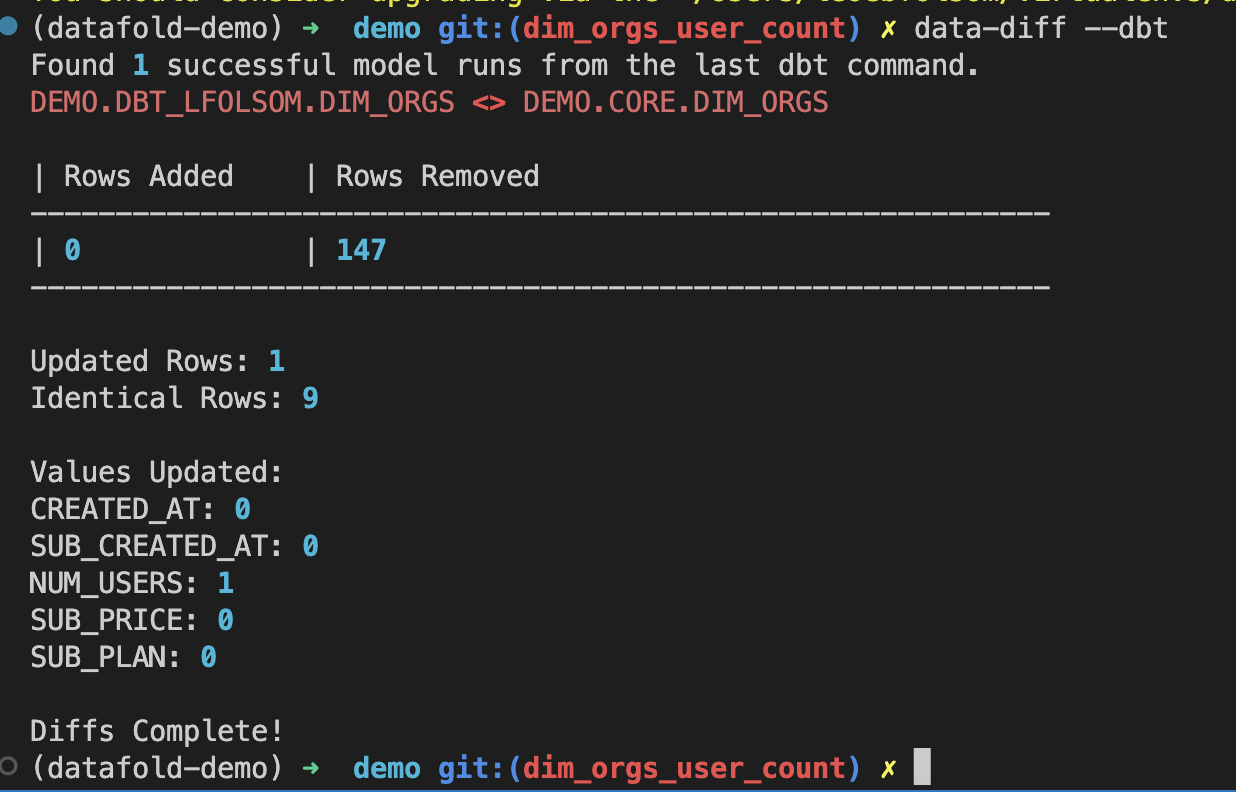 (datafold-demo) ➜ demo git:(dim_orgs_user_count) ✗ data-diff --dbt
Found 1 successful model runs from the last dbt command.
DEMO.DBT_LFOLSOM.DIM_ORGS <> DEMO.CORE.DIM_ORGS
| Rows Added | Rows Removed
------------------------------------------------------------
| 0 | 147
------------------------------------------------------------
Updated Rows: 1
Identical Rows: 9
Values Updated:
CREATED_AT: 0
SUB_CREATED_AT: 0
NUM_USERS: 1
SUB_PRICE: 0
SUB_PLAN: 0
Diffs Complete!
(datafold-demo) ➜ demo git:(dim_orgs_user_count) ✗